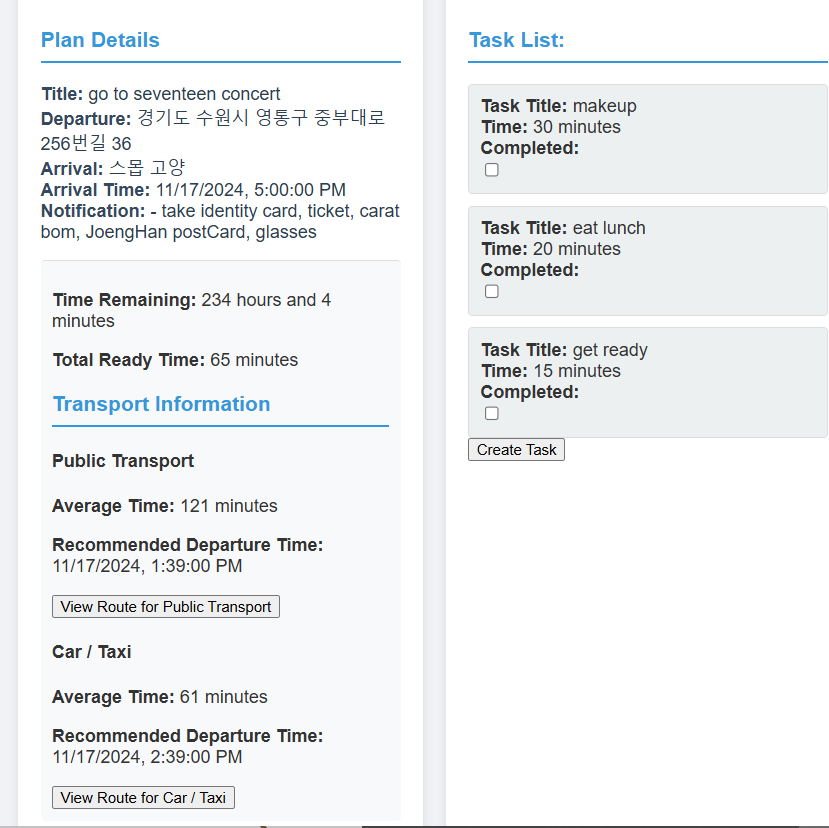 Plan Details
Title: go to seventeen concert
Departure: 경기도 수원시 영통구 중부대로
256번길 36
Arrival: 스몹 고양
Arrival Time: 11/17/2024, 5:00:00 PM
Notification: - take identity card, ticket, carat
bom, JoengHan postCard, glasses
Time Remaining: 234 hours and 4
minutes
Total Ready Time: 65 minutes
Transport Information
Public Transport
Average Time: 121 minutes
Recommended Departure Time:
11/17/2024, 1:39:00 PM
View Route for Public Transport
Car / Taxi
Average Time: 61 minutes
Recommended Departure Time:
11/17/2024, 2:39:00 PM
View Route for Car / Taxi
Task List:
Task Title: makeup
Time: 30 minutes
Completed:
Task Title: eat lunch
Time: 20 minutes
Completed:
Task Title: get ready
Time: 15 minutes
Completed:
Create Task